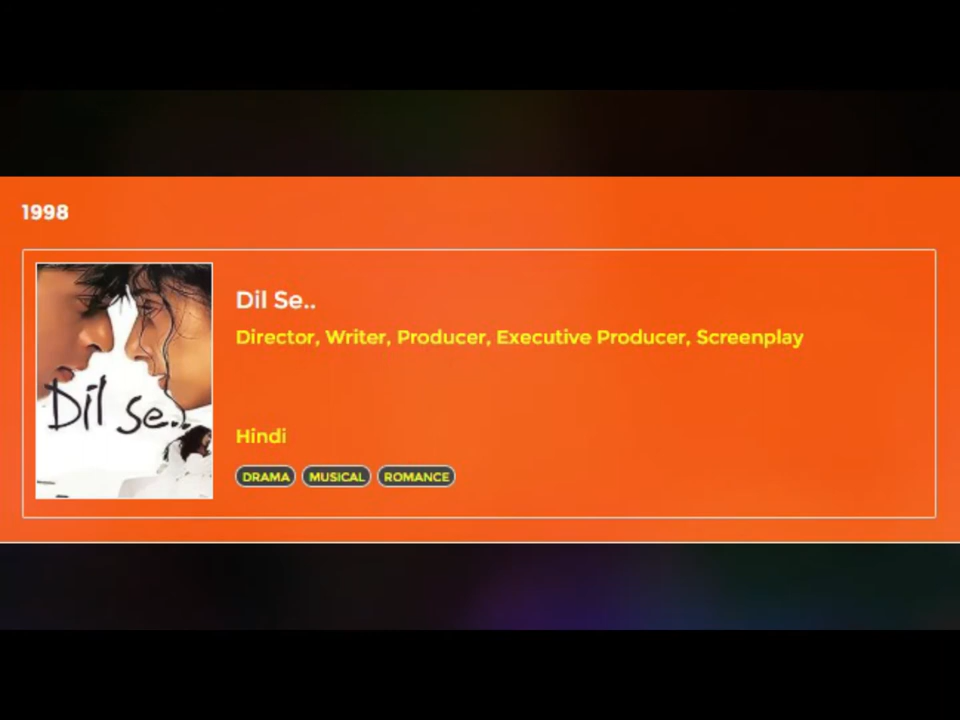 1998
Dil Se..
Director, Writer, Producer, Executive Producer, Screenplay
Dil se..
Hindi
DRAMA MUSICAL ROMANCE